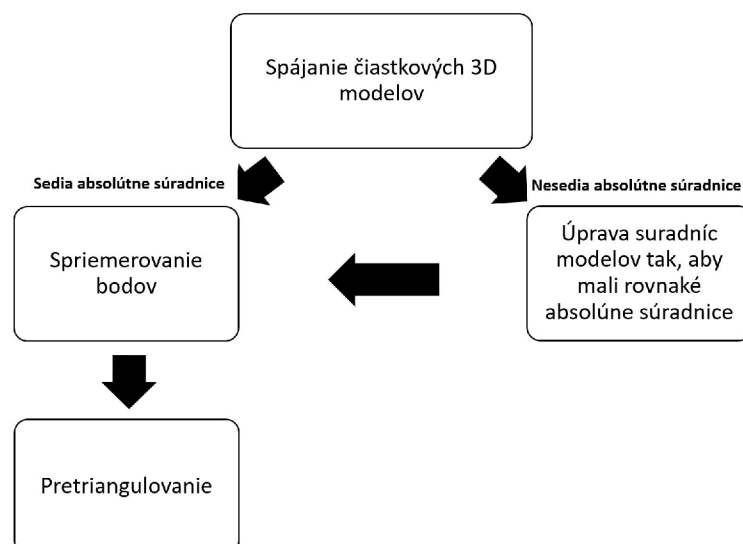 Spájanie čiastkových 3D
modelov
Sedia absolútne súradnice
Nesedia absolútne súradnice
Spriemerovanie
bodov
Úprava suradníc
modelov tak, aby
mali rovnaké
absolúne súradnice
Pretriangulovanie